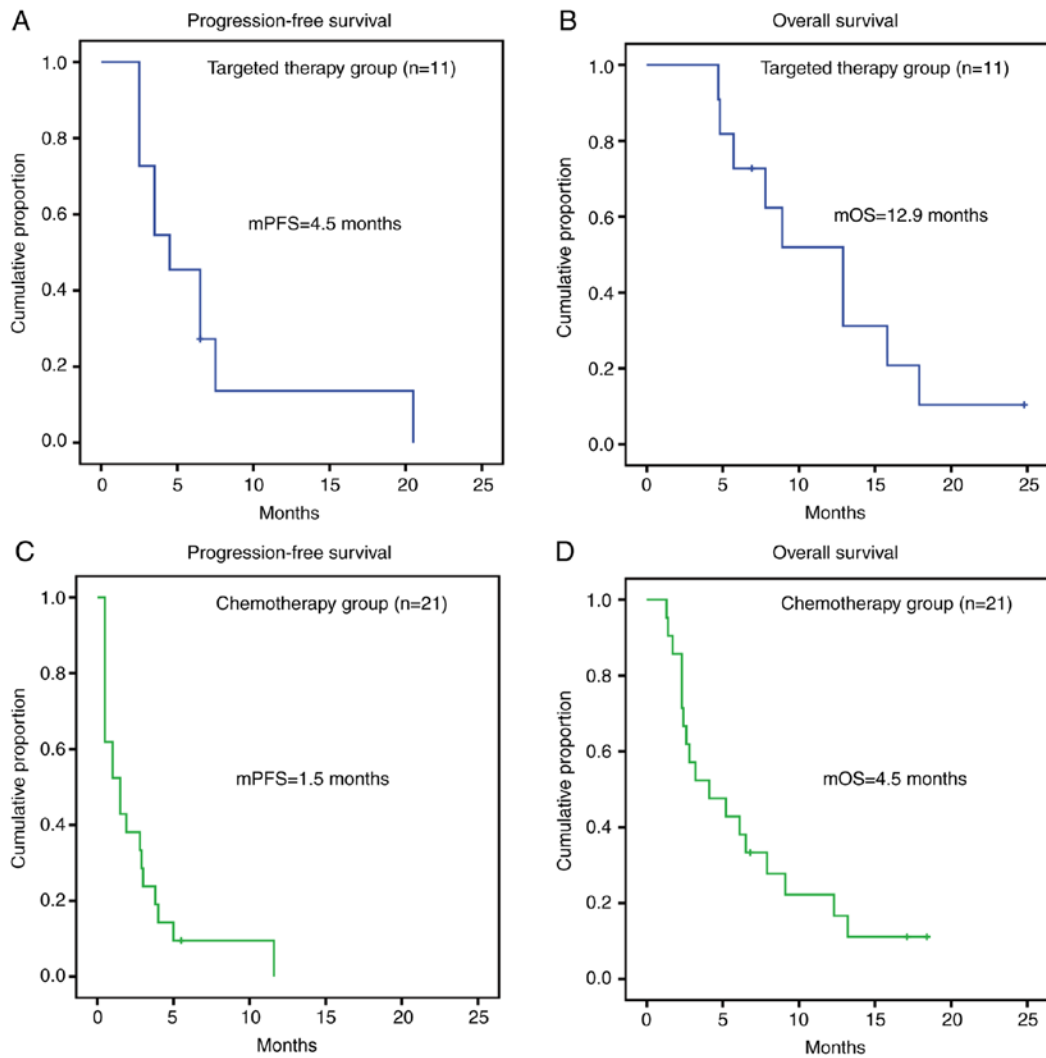 A
Progression-free survival
Targeted therapy group (n=11)
mPFS=4.5 months
Cumulative proportion
1.0
0.8
0.6
0.4
0.2
0.0
0 5 10 15 20 25
Months
B
Overall survival
Targeted therapy group (n=11)
mOS=12.9 months
Cumulative proportion
1.0
0.8
0.6
0.4
0.2
0.0
0 5 10 15 20 25
Months
C
Progression-free survival
Chemotherapy group (n=21)
mPFS=1.5 months
Cumulative proportion
1.0
0.8
0.6
0.4
0.2
0.0
0 5 10 15 20 25
Months
D
Overall survival
Chemotherapy group (n=21)
mOS=4.5 months
Cumulative proportion
1.0
0.8
0.6
0.4
0.2
0.0
0 5 10 15 20 25
Months